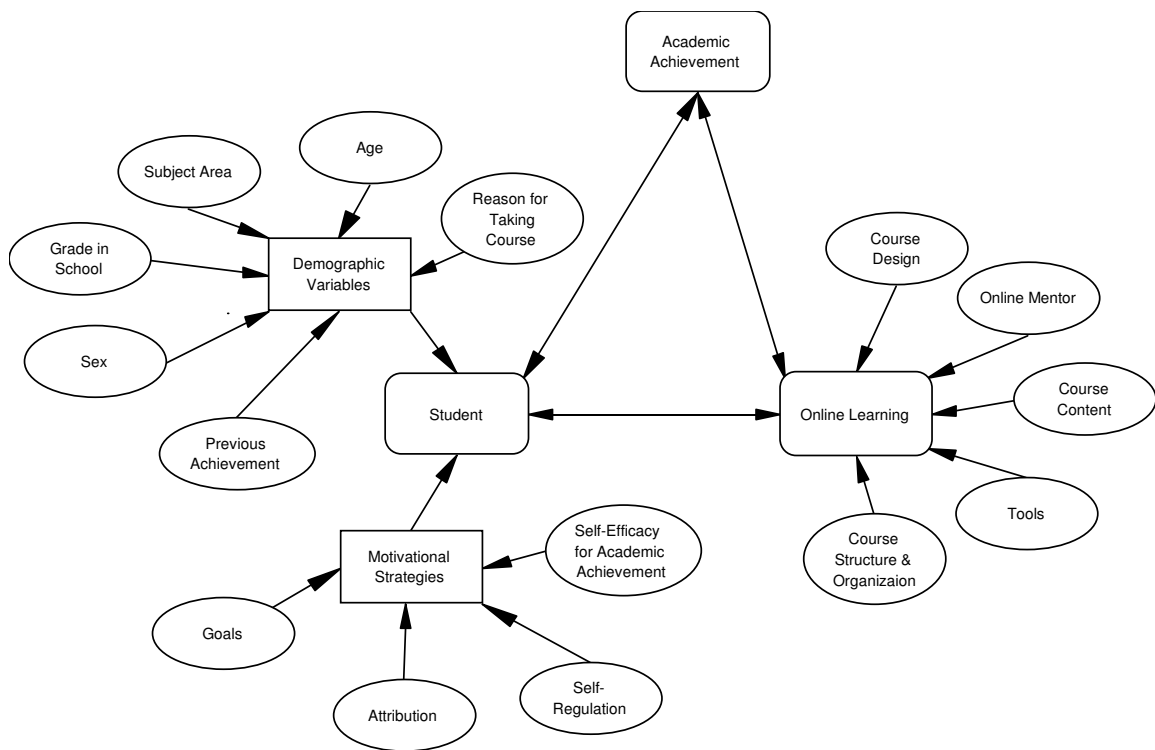 Academic
Achievement
Age
Subject Area
Reason for
Taking
Course
Grade in
School
Demographic
Variables
Course
Design
Online Mentor
Sex
Student
Online Learning
Course
Content
Previous
Achievement
Tools
Motivational
Strategies
Self-Efficacy
for Academic
Achievement
Course
Structure &
Organizaion
Goals
Attribution
Self-
Regulation